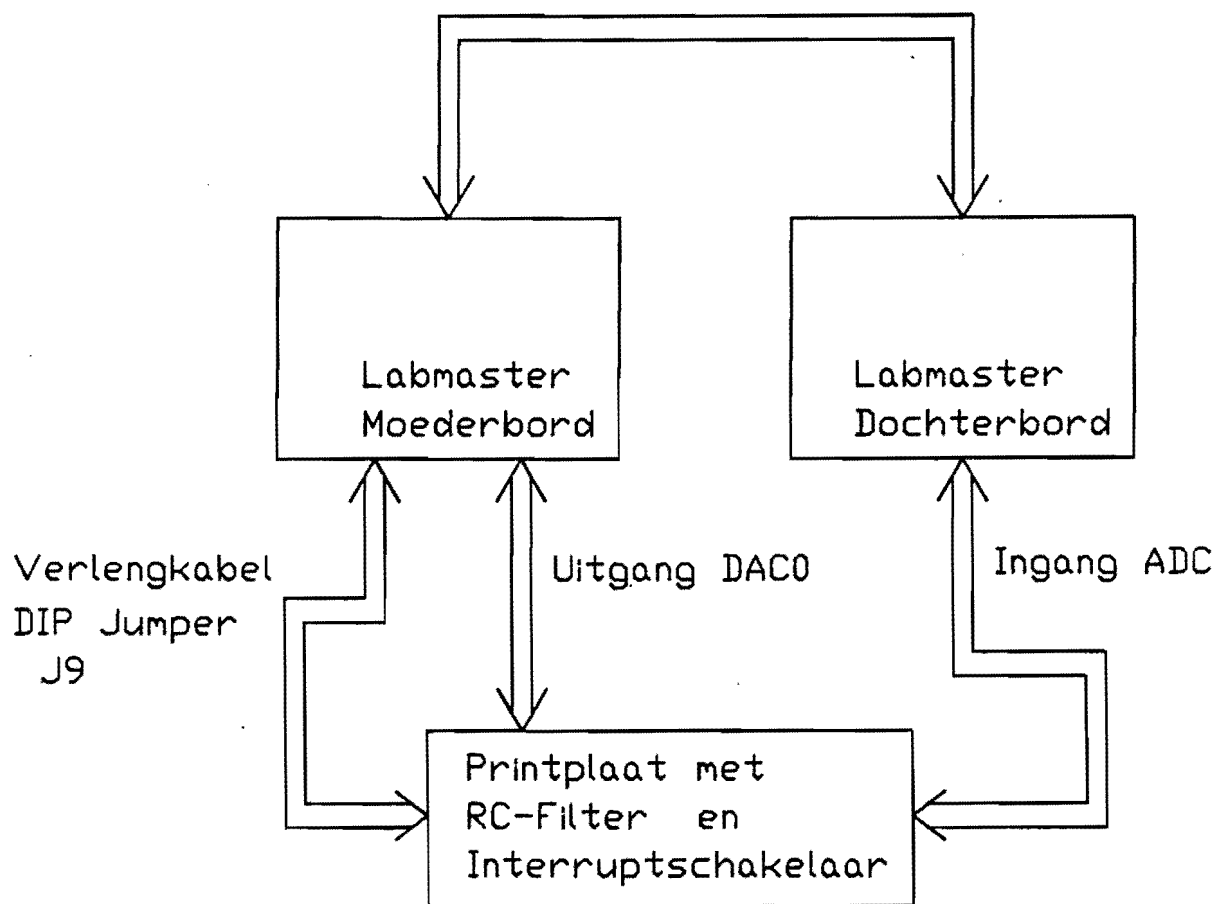 Labmaster
Moederbord
Labmaster
Dochterbord
Verlengkabel
DIP Jumper
J9
Uitgang DAC0
Ingang ADC
Printplaat met
RC-Filter en
Interruptschakelaar